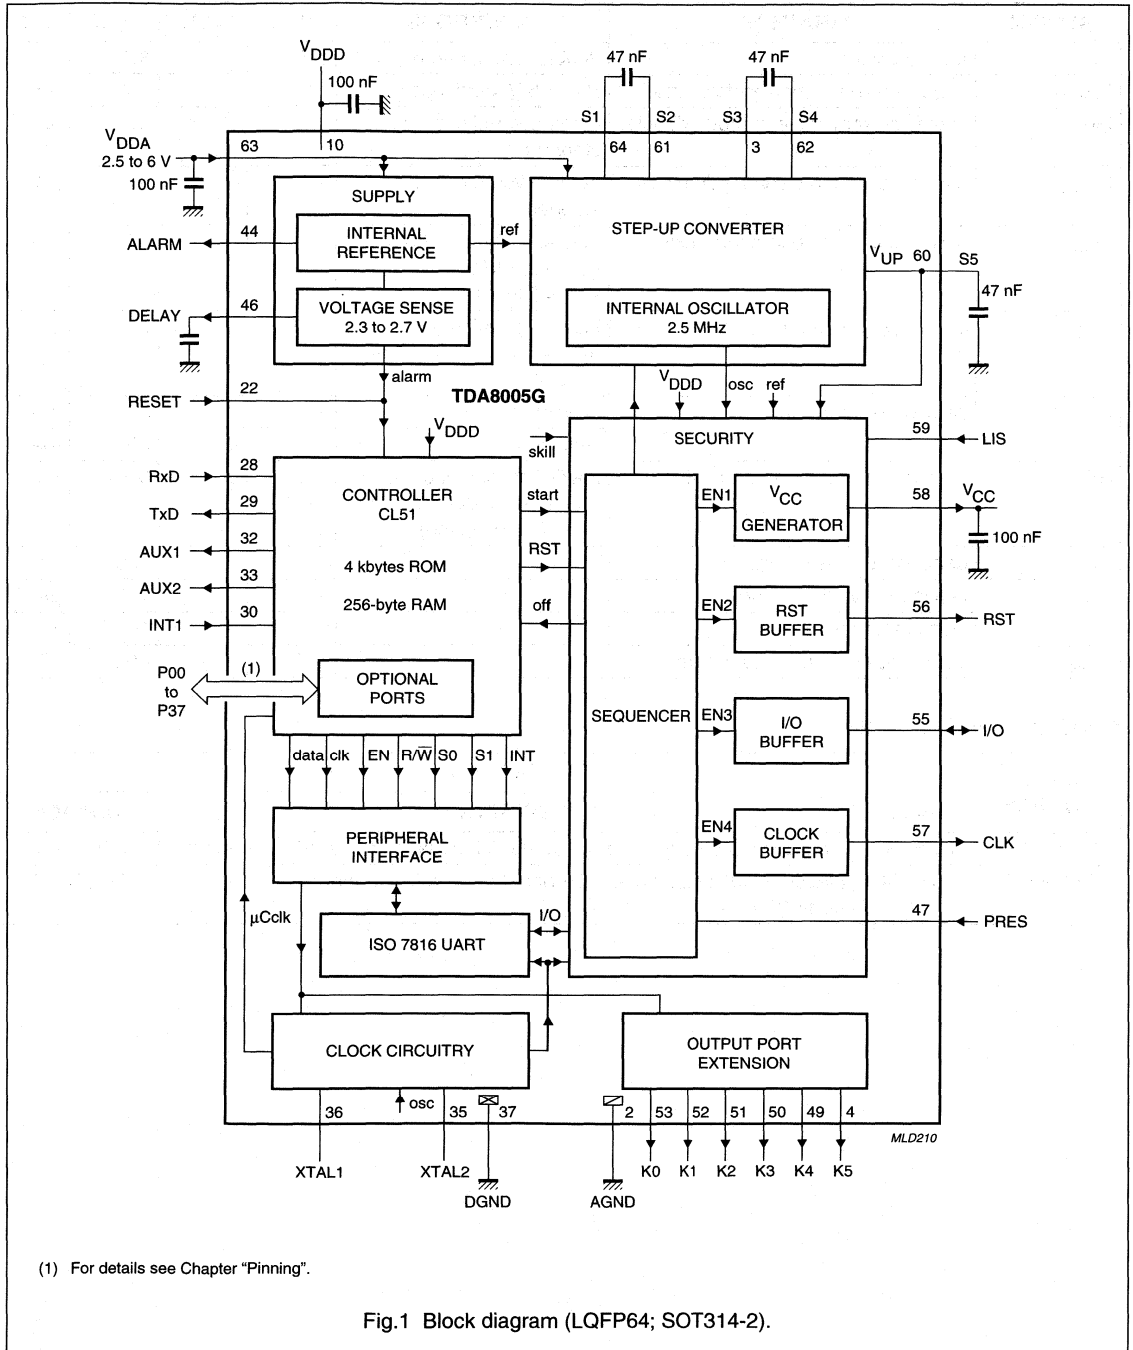 VDDD
100 nF
47 nF
47 nF
S1
S2
S3
S4
VDDA
2.5 to 6 V
100 nF
63
10
64
61
3
62
SUPPLY
INTERNAL
REFERENCE
ref
STEP-UP CONVERTER
ALARM
44
VUP
60
S5
47 nF
VOLTAGE SENSE
2.3 to 2.7 V
INTERNAL OSCILLATOR
2.5 MHz
DELAY
46
alarm
TDA8005G
VDDD
osc
ref
RESET
22
VDDD
skill
SECURITY
59
LIS
RxD
28
TxD
29
AUX1
32
AUX2
33
INT1
30
CONTROLLER
CL51
4 kbytes ROM
256-byte RAM
start
RST
off
EN1
VCC
GENERATOR
58
VCC
100 nF
EN2
RST
BUFFER
56
RST
P00
to
P37
(1)
OPTIONAL
PORTS
SEQUENCER
EN3
I/O
BUFFER
55
I/O
data
clk
EN
R/W̅
S0
S1
INT
PERIPHERAL
INTERFACE
EN4
CLOCK
BUFFER
57
CLK
µCclk
ISO 7816 UART
I/O
47
PRES
CLOCK CIRCUITRY
OUTPUT PORT
EXTENSION
36
osc
35
37
2
53
52
51
50
49
4
MLD210
XTAL1
XTAL2
DGND
AGND
K0
K1
K2
K3
K4
K5
(1) For details see Chapter “Pinning”.
Fig.1 Block diagram (LQFP64; SOT314-2).